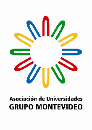 Asociación de Universidades
GRUPO MONTEVIDEO